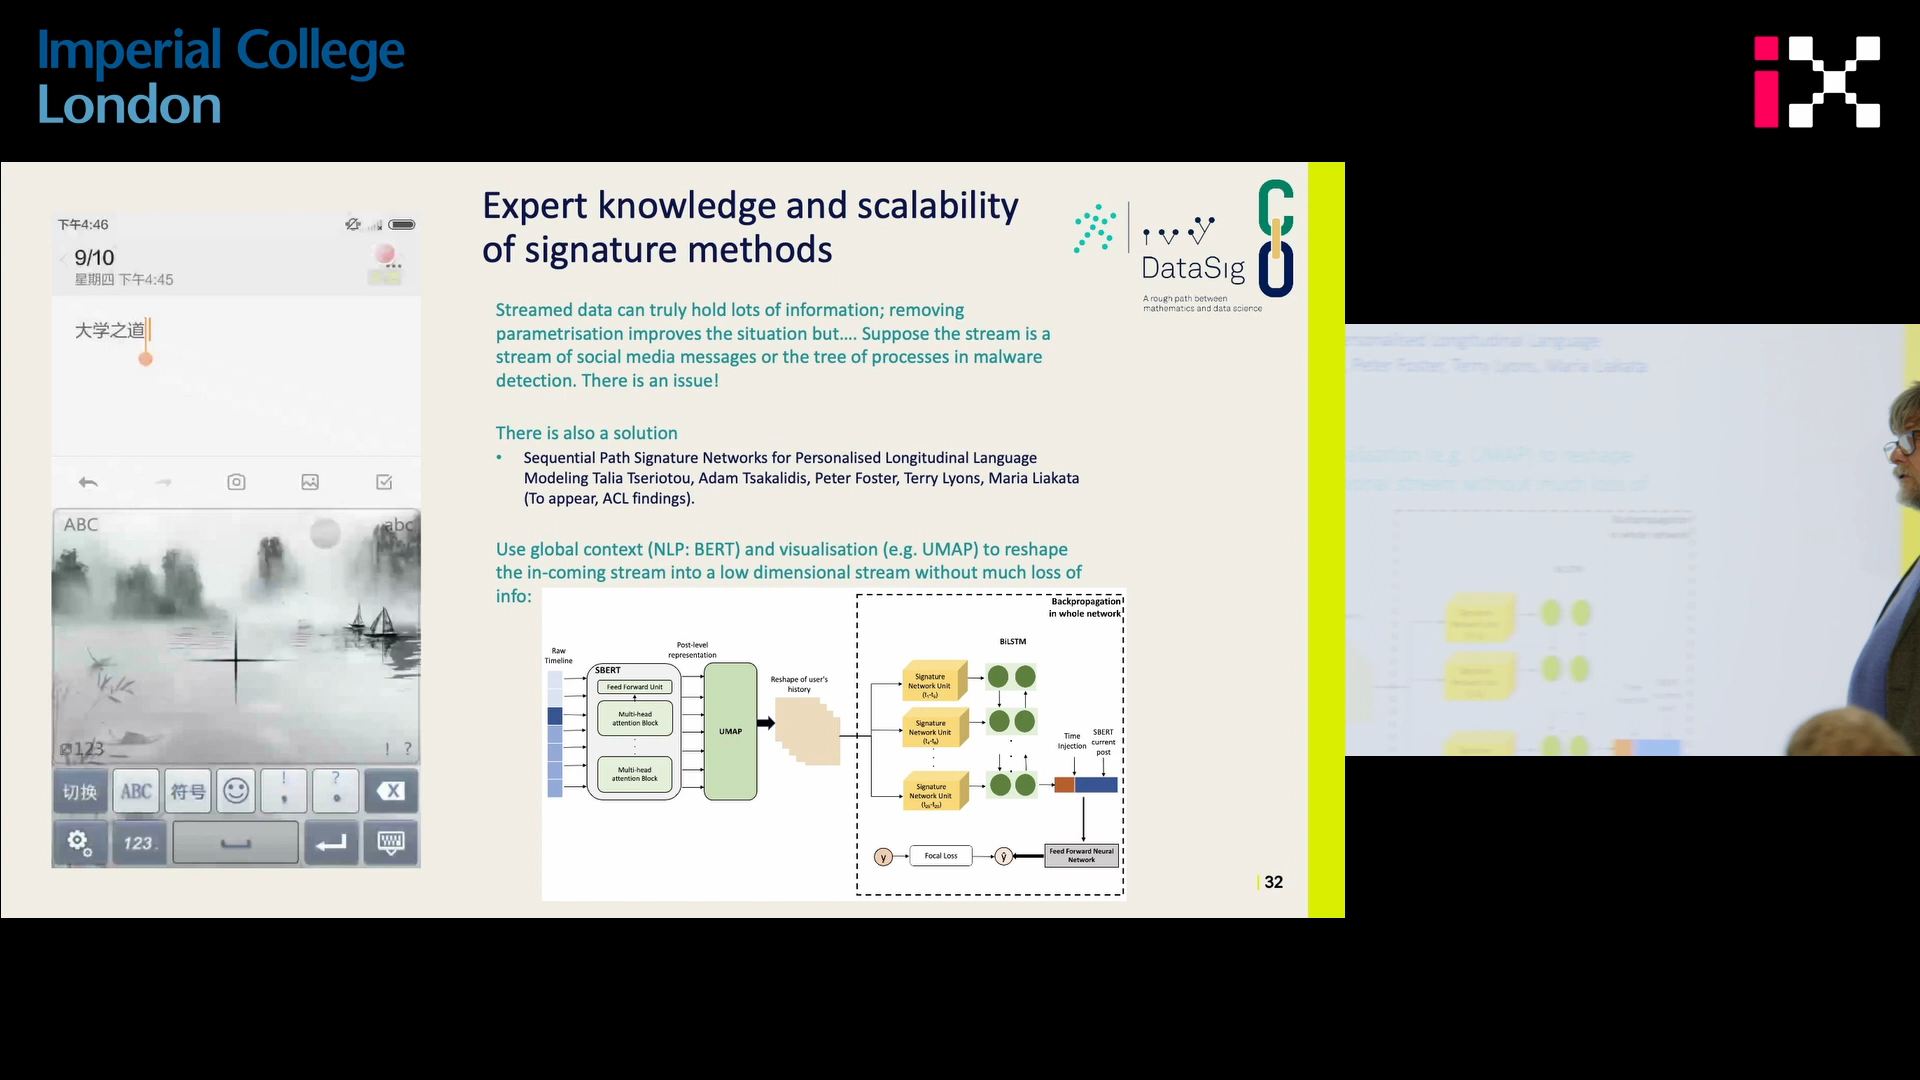 Imperial College
London
iX
下午4:46
9/10
星期四 下午4:45
大学之道
ABC
abc
123
! ?
切换
ABC
符号
!
,
?
。
123.
Expert knowledge and scalability
of signature methods
DataSıg
A rough path between
mathematics and data science
Streamed data can truly hold lots of information; removing
parametrisation improves the situation but.... Suppose the stream is a
stream of social media messages or the tree of processes in malware
detection. There is an issue!
There is also a solution
• Sequential Path Signature Networks for Personalised Longitudinal Language
Modeling Talia Tseriotou, Adam Tsakalidis, Peter Foster, Terry Lyons, Maria Liakata
(To appear, ACL findings).
Use global context (NLP: BERT) and visualisation (e.g. UMAP) to reshape
the in-coming stream into a low dimensional stream without much loss of
info:
Raw
Timeline
SBERT
Feed Forward Unit
Multi-head
attention Block
Multi-head
attention Block
Post-level
representation
UMAP
Reshape of user's
history
Backpropagation
in whole network
BiLSTM
Signature
Network Unit
Signature
Network Unit
Signature
Network Unit
Time
Injection
SBERT
current
post
y
Focal Loss
ŷ
Feed Forward Neural
Network
32
Peter Foster, Terry Lyons, Maria Liakata